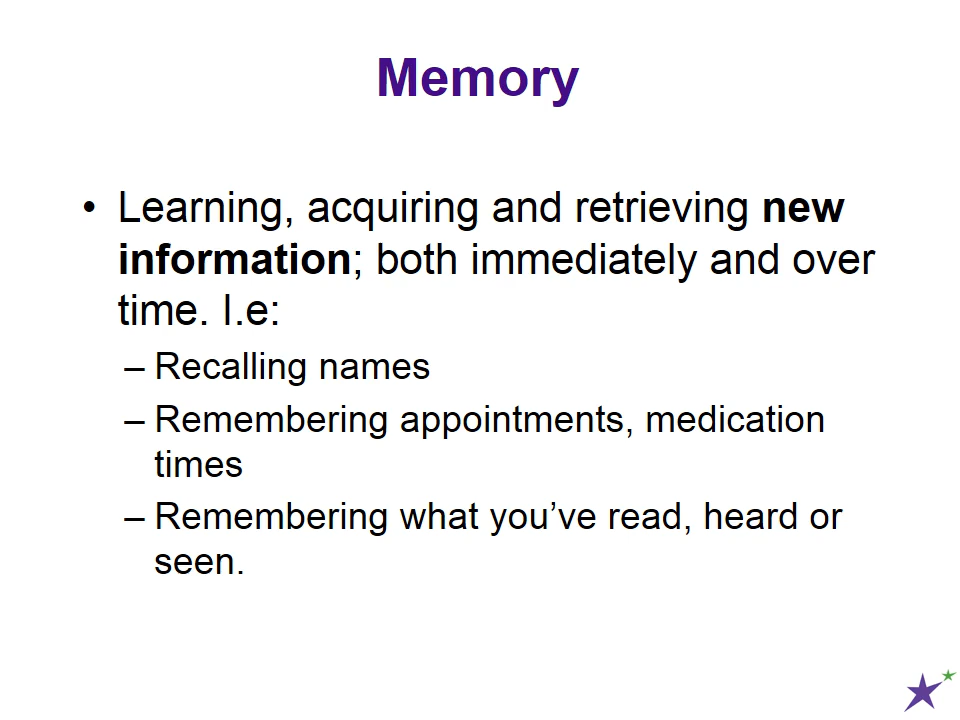 Memory
• Learning, acquiring and retrieving new
information; both immediately and over
time. I.e:
– Recalling names
– Remembering appointments, medication
times
– Remembering what you’ve read, heard or
seen.